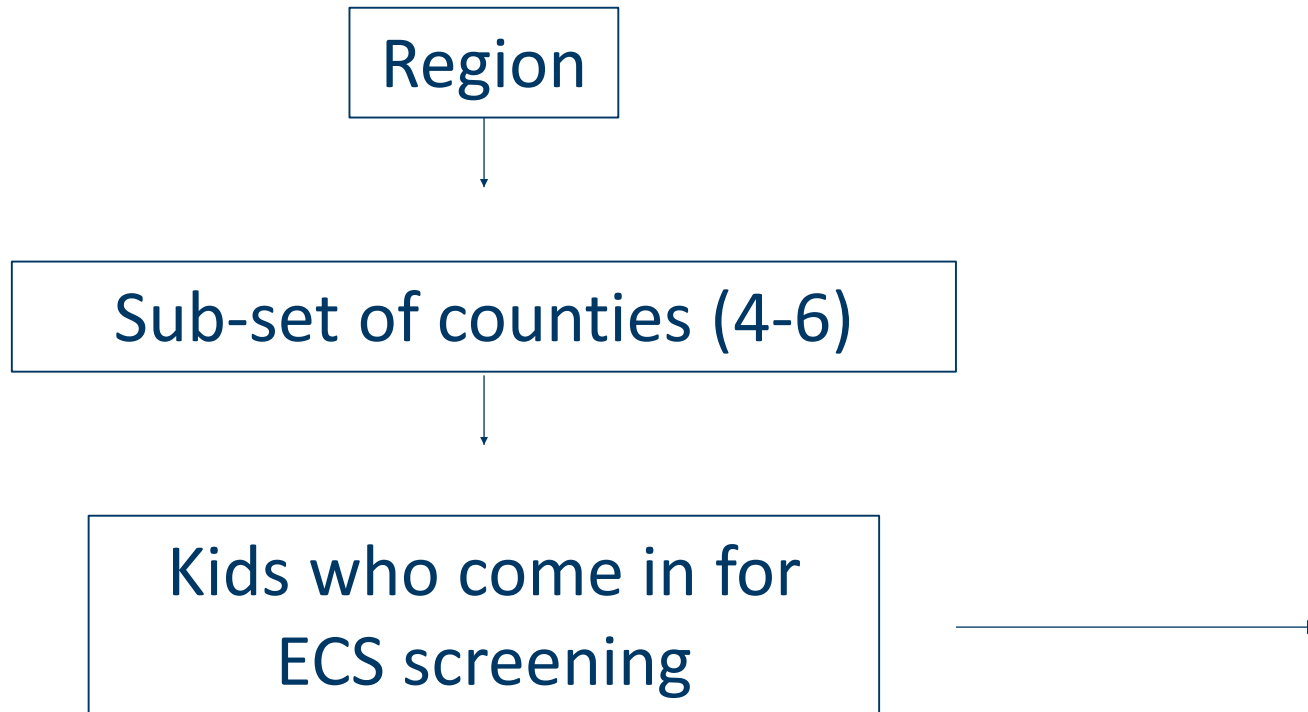 Region
Sub-set of counties (4-6)
Kids who come in for
ECS screening